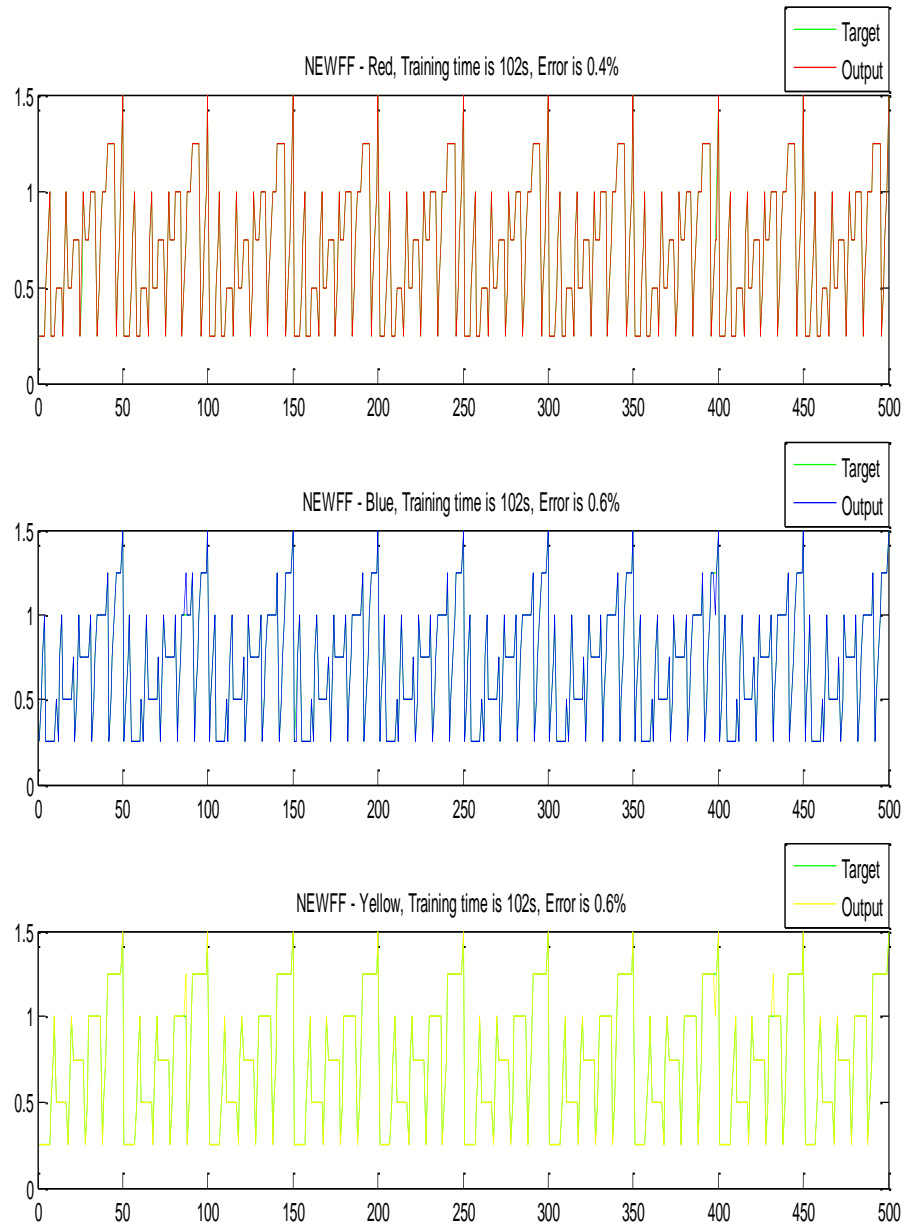 Target
Output
NEWFF - Red, Training time is 102s, Error is 0.4%
1.5
1
0.5
0
0 50 100 150 200 250 300 350 400 450 500
Target
Output
NEWFF - Blue, Training time is 102s, Error is 0.6%
1.5
1
0.5
0
0 50 100 150 200 250 300 350 400 450 500
Target
Output
NEWFF - Yellow, Training time is 102s, Error is 0.6%
1.5
1
0.5
0
0 50 100 150 200 250 300 350 400 450 500